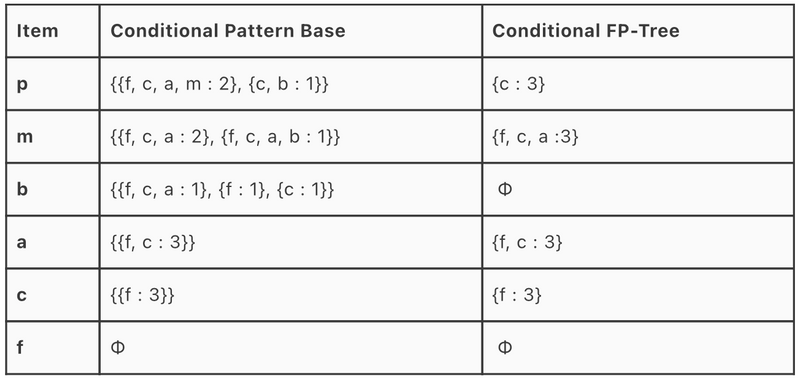 Item Conditional Pattern Base Conditional FP-Tree
p {{f, c, a, m : 2}, {c, b : 1}} {c : 3}
m {{f, c, a : 2}, {f, c, a, b : 1}} {f, c, a :3}
b {{f, c, a : 1}, {f : 1}, {c : 1}} Φ
a {{f, c : 3}} {f, c : 3}
c {{f : 3}} {f : 3}
f Φ Φ